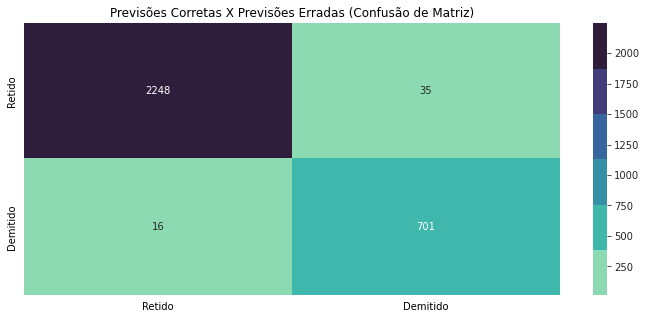 Previsões Corretas X Previsões Erradas (Confusão de Matriz)
Retido
2248
35
Demitido
16
701
Retido
Demitido
2000
1750
1500
1250
1000
750
500
250